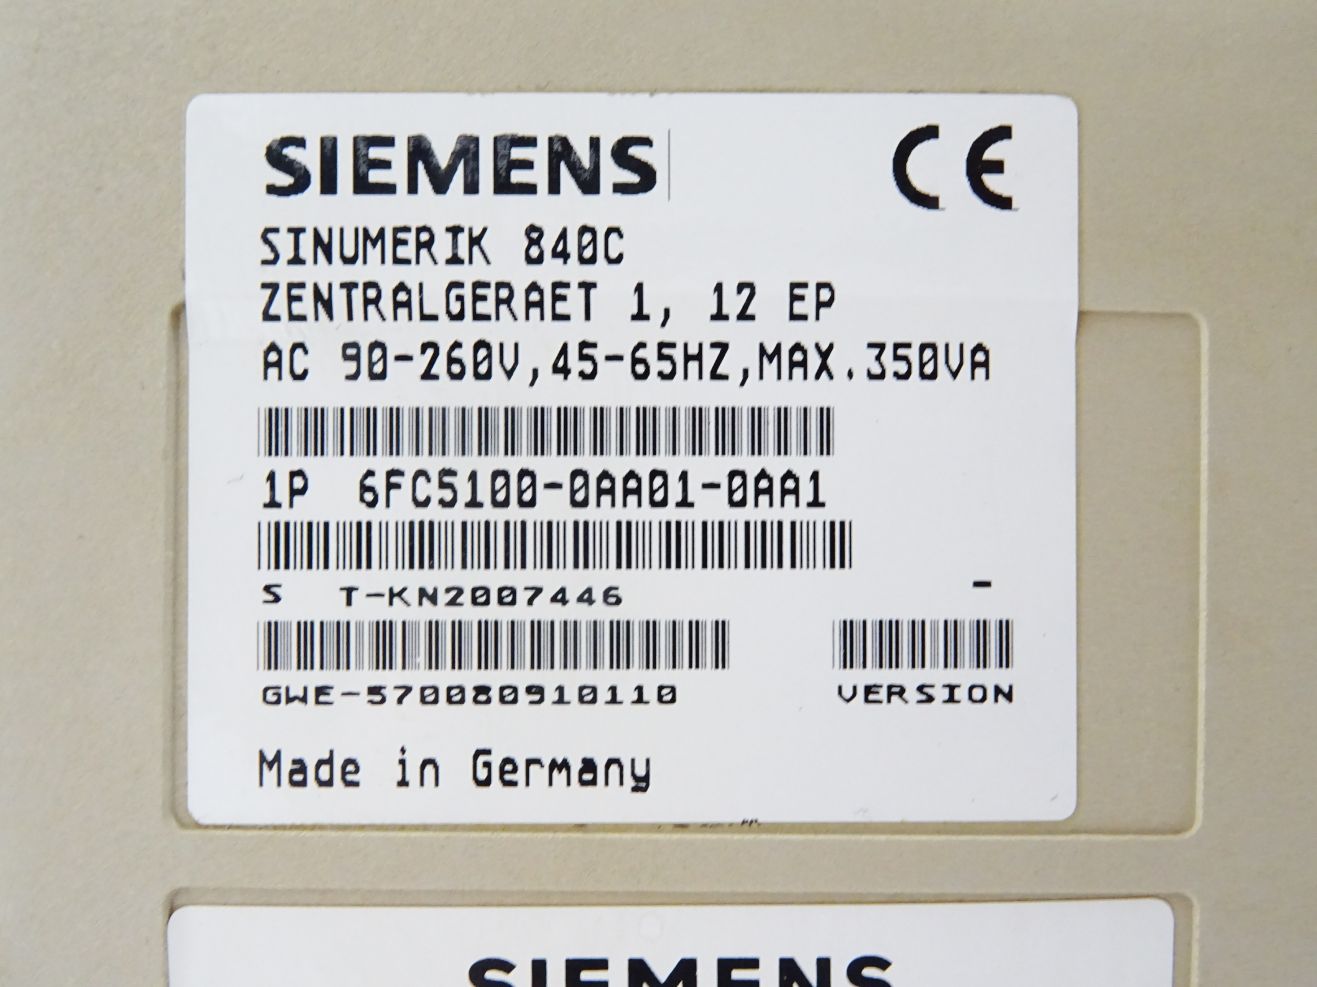 SIEMENS
CE
SINUMERIK 840C
ZENTRALGERAET 1, 12 EP
AC 90-260V,45-65HZ,MAX.350VA
1P 6FC5100-0AA01-0AA1
S T-KN2007446
-
GWE-570080910110
VERSION
Made in Germany
SIEMENS